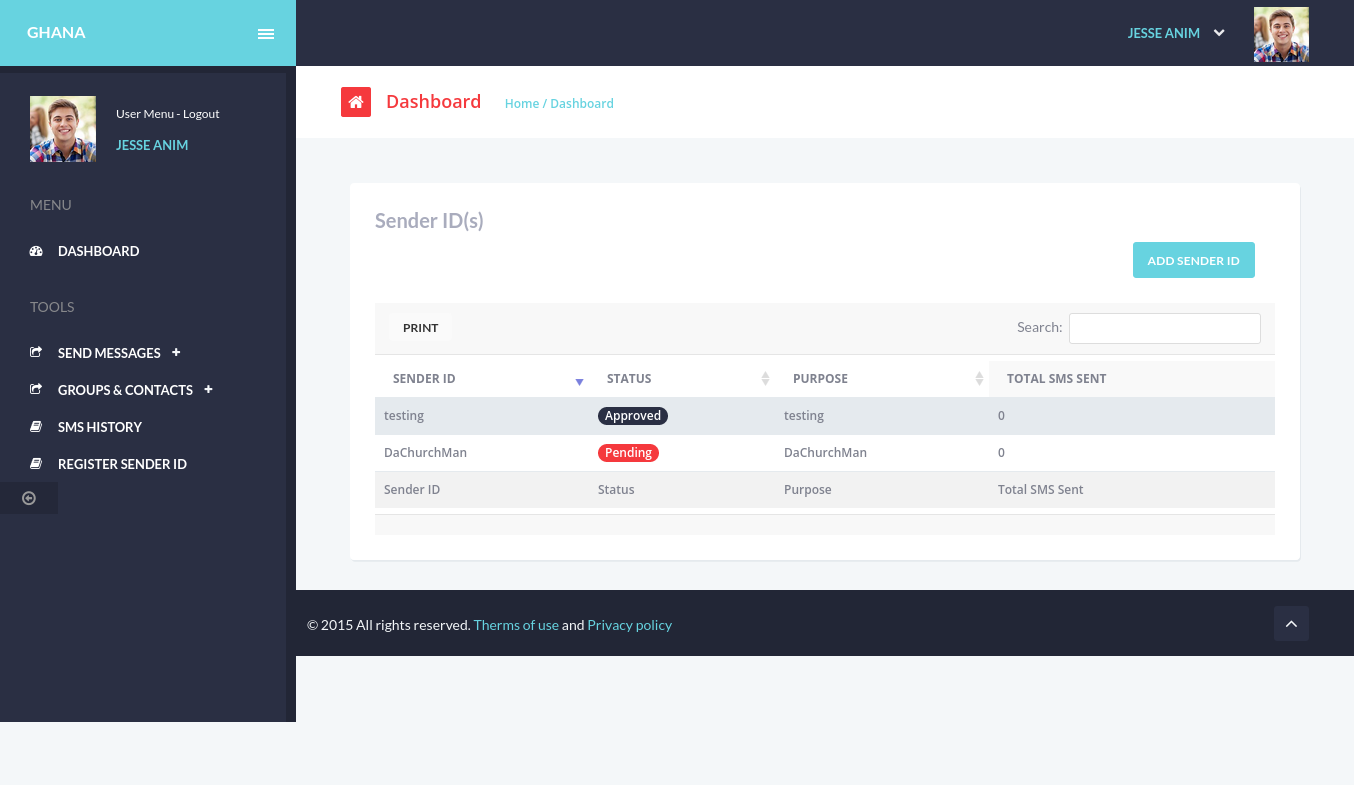 GHANA
JESSE ANIM
User Menu - Logout
JESSE ANIM
MENU
DASHBOARD
TOOLS
SEND MESSAGES +
GROUPS & CONTACTS +
SMS HISTORY
REGISTER SENDER ID
Dashboard Home / Dashboard
Sender ID(s)
ADD SENDER ID
PRINT Search:
SENDER ID STATUS PURPOSE TOTAL SMS SENT
testing Approved testing 0
DaChurchMan Pending DaChurchMan 0
Sender ID Status Purpose Total SMS Sent
© 2015 All rights reserved. Therms of use and Privacy policy